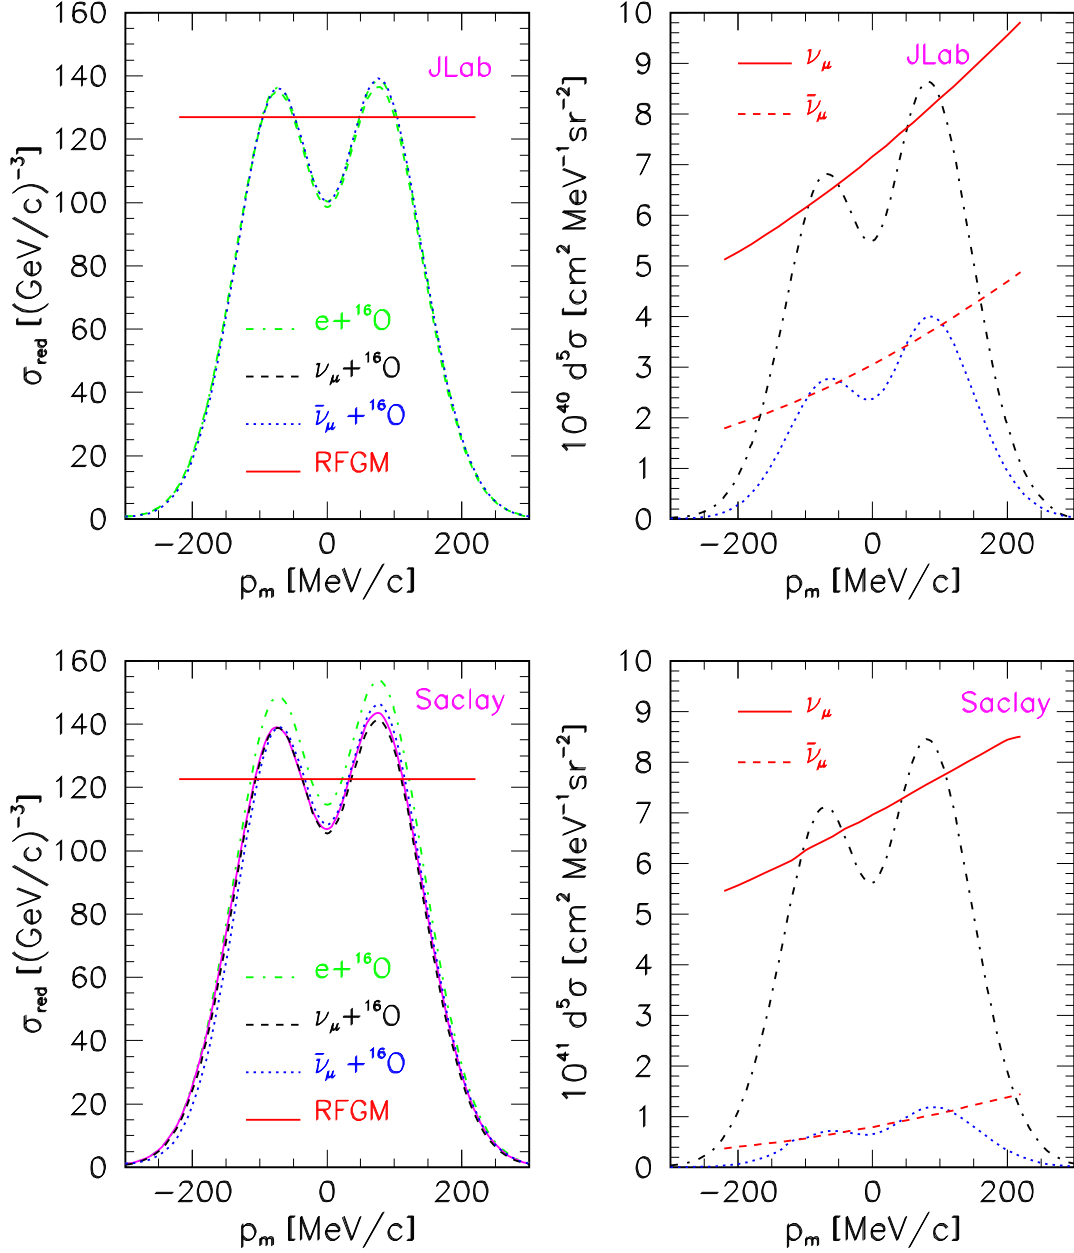 JLab
σred [(GeV/c)⁻³]
160
140
120
100
80
60
40
20
0
e+¹⁶O
νμ+¹⁶O
ν̄μ+¹⁶O
RFGM
−200 0 200
pm [MeV/c]
JLab
10⁴⁰ d⁵σ [cm² MeV⁻¹sr⁻²]
10
9
8
7
6
5
4
3
2
1
0
νμ
ν̄μ
−200 0 200
pm [MeV/c]
Saclay
σred [(GeV/c)⁻³]
160
140
120
100
80
60
40
20
0
e+¹⁶O
νμ+¹⁶O
ν̄μ+¹⁶O
RFGM
−200 0 200
pm [MeV/c]
Saclay
10⁴¹ d⁵σ [cm² MeV⁻¹sr⁻²]
10
9
8
7
6
5
4
3
2
1
0
νμ
ν̄μ
−200 0 200
pm [MeV/c]